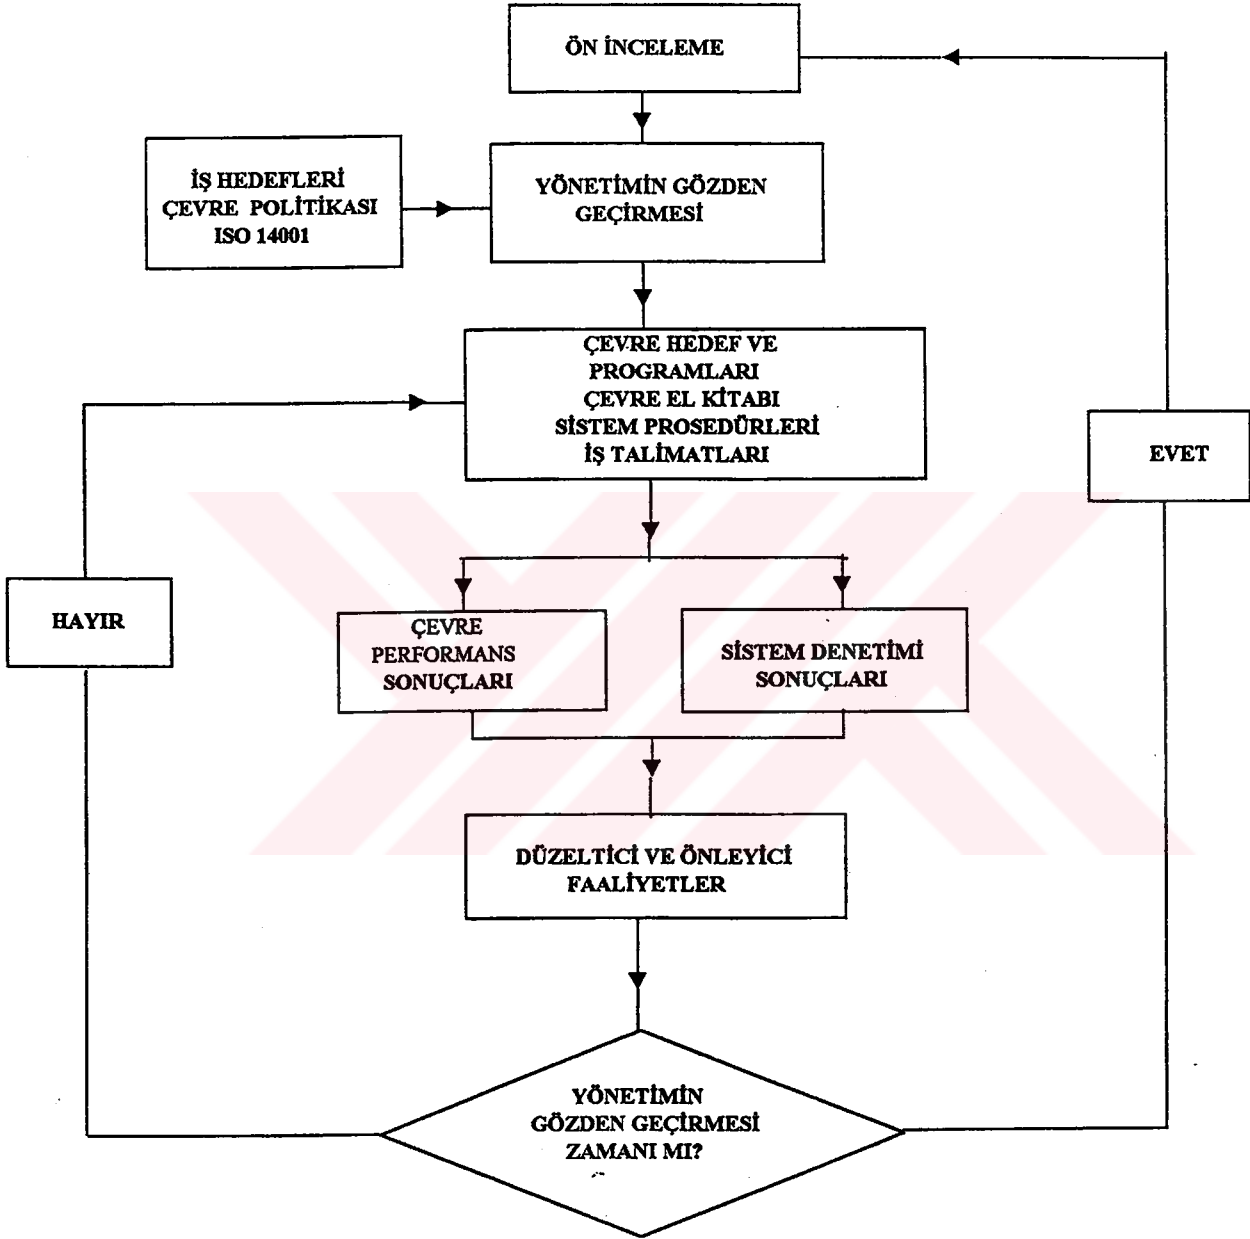 ÖN İNCELEME
İŞ HEDEFLERİ
ÇEVRE POLİTİKASI
ISO 14001
YÖNETİMİN GÖZDEN
GEÇİRMESİ
ÇEVRE HEDEF VE
PROGRAMLARI
ÇEVRE EL KİTABI
SİSTEM PROSEDÜRLERİ
İŞ TALİMATLARI
EVET
HAYIR
ÇEVRE
PERFORMANS
SONUÇLARI
SİSTEM DENETİMİ
SONUÇLARI
DÜZELTİCİ VE ÖNLEYİCİ
FAALİYETLER
YÖNETİMİN
GÖZDEN GEÇİRMESİ
ZAMANI MI?